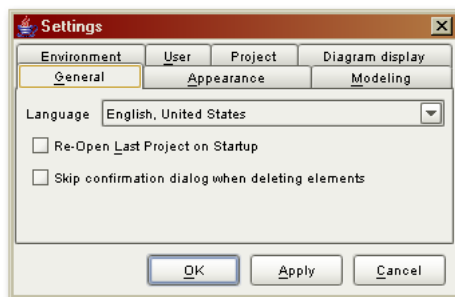 Settings
Environment User Project Diagram display
General Appearance Modeling
Language English, United States
Re-Open Last Project on Startup
Skip confirmation dialog when deleting elements
OK Apply Cancel